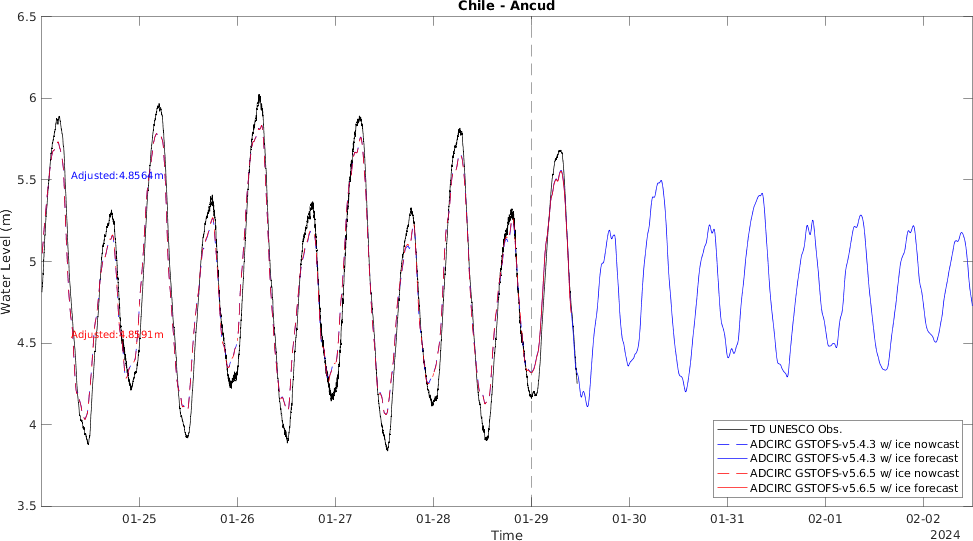 Chile - Ancud
6.5
6
5.5
5
4.5
4
3.5
Water Level (m)
Adjusted:4.8564m
Adjusted:4.8591m
TD UNESCO Obs.
ADCIRC GSTOFS-v5.4.3 w/ ice nowcast
ADCIRC GSTOFS-v5.4.3 w/ ice forecast
ADCIRC GSTOFS-v5.6.5 w/ ice nowcast
ADCIRC GSTOFS-v5.6.5 w/ ice forecast
01-25 01-26 01-27 01-28 01-29 01-30 01-31 02-01 02-02
Time
2024